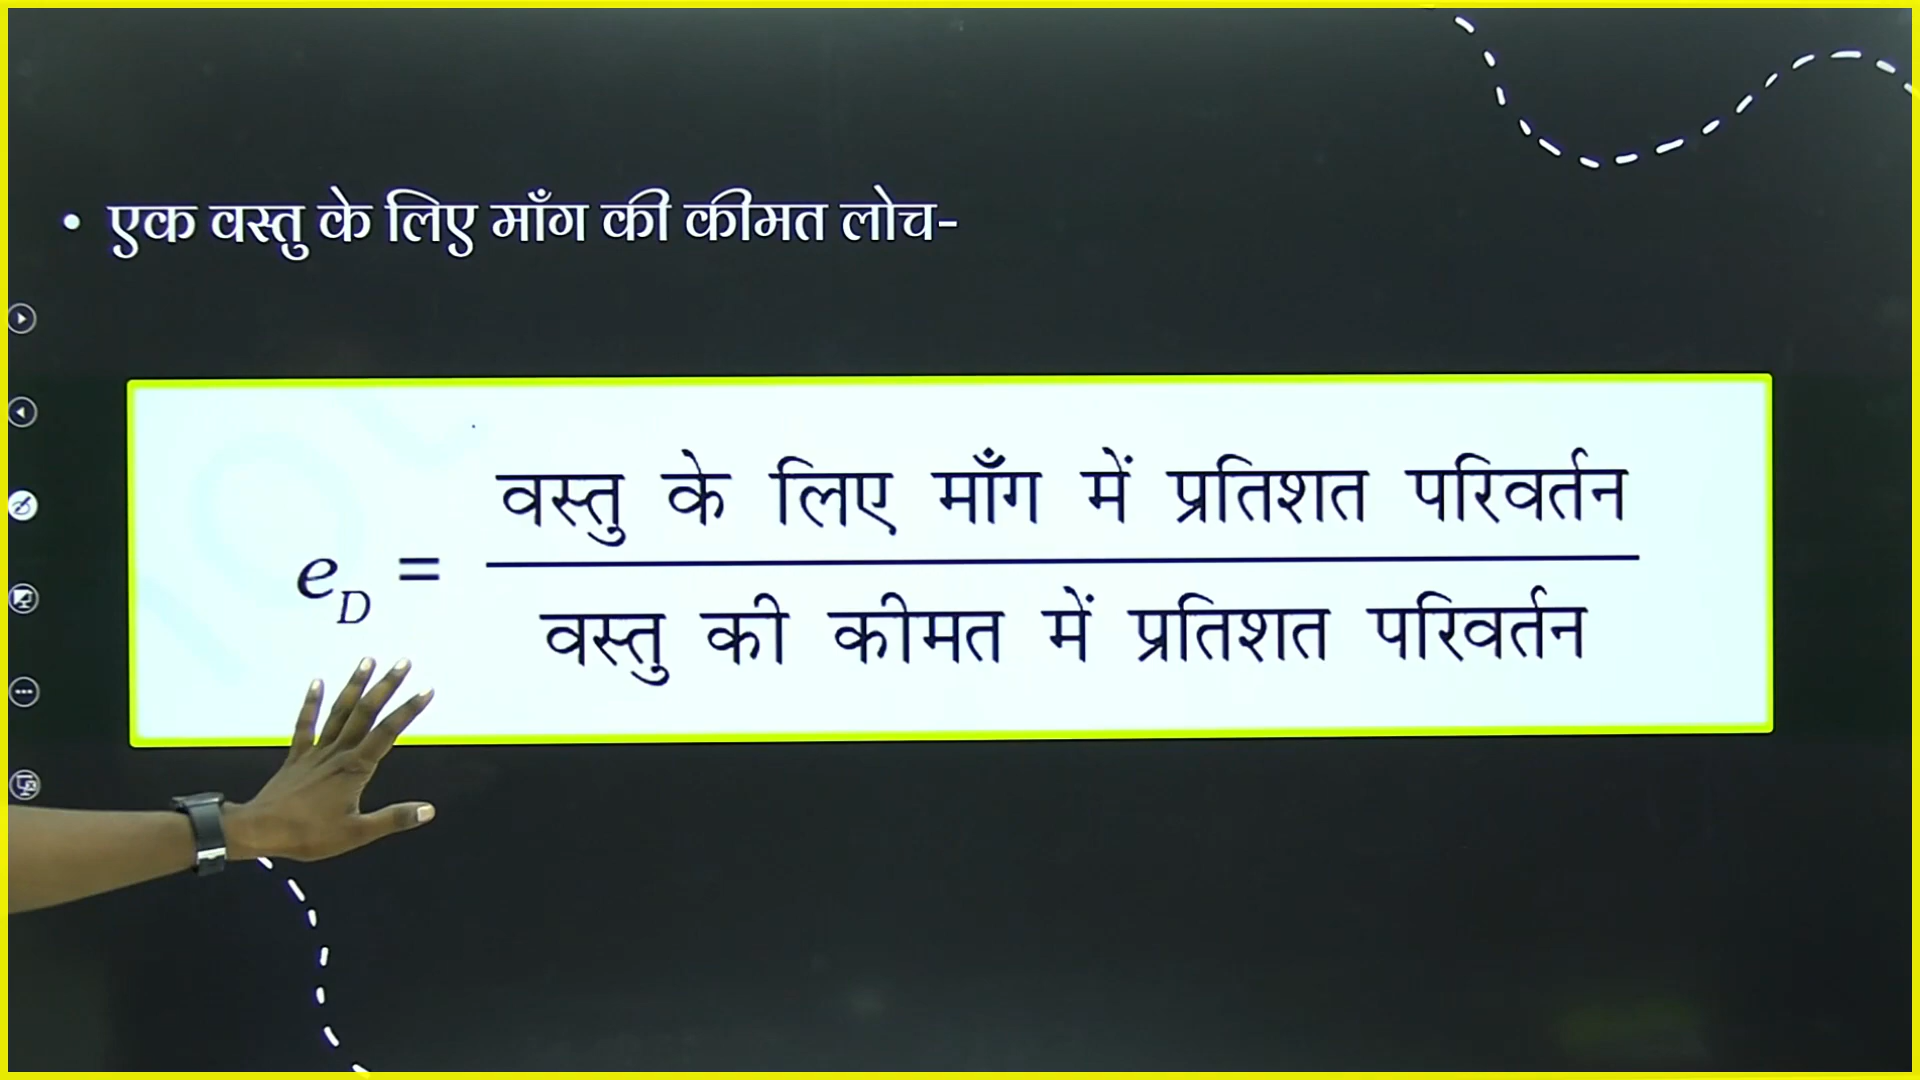 • एक वस्तु के लिए माँग की कीमत लोच-
वस्तु के लिए माँग में प्रतिशत परिवर्तन
e_D =
वस्तु की कीमत में प्रतिशत परिवर्तन